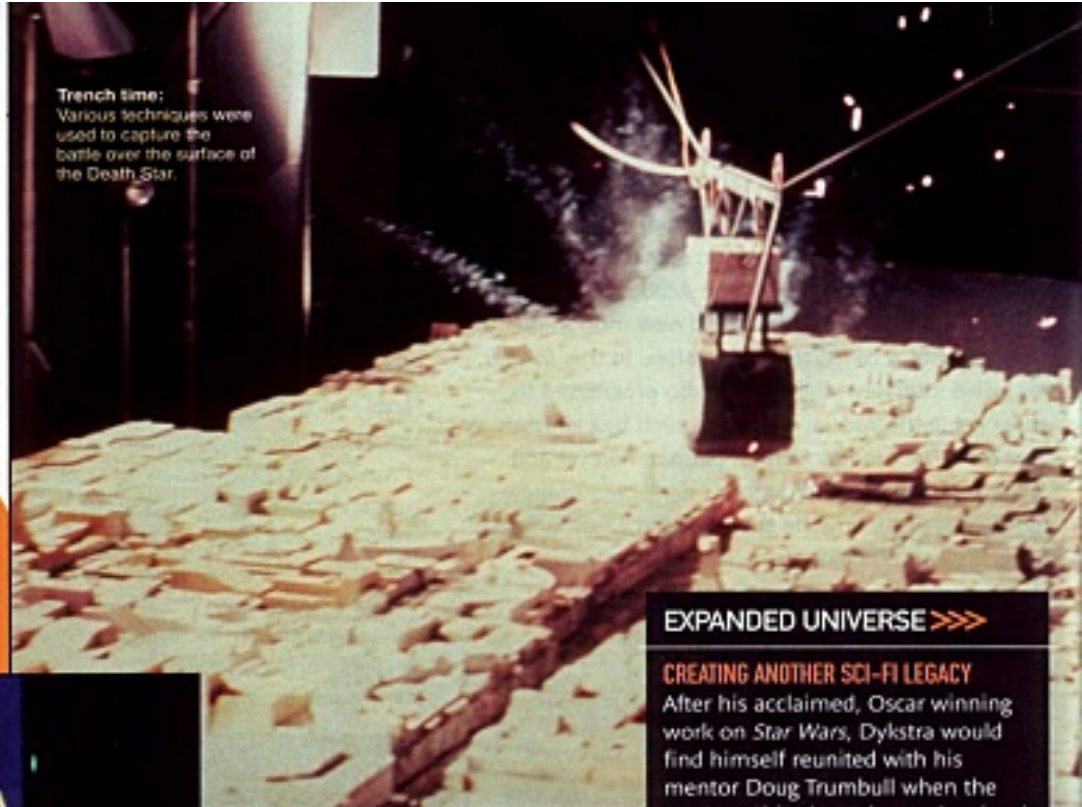 Trench time:
Various techniques were
used to capture the
battle over the surface of
the Death Star.
EXPANDED UNIVERSE >>>
CREATING ANOTHER SCI-FI LEGACY
After his acclaimed, Oscar winning
work on Star Wars, Dykstra would
find himself reunited with his
mentor Doug Trumbull when the